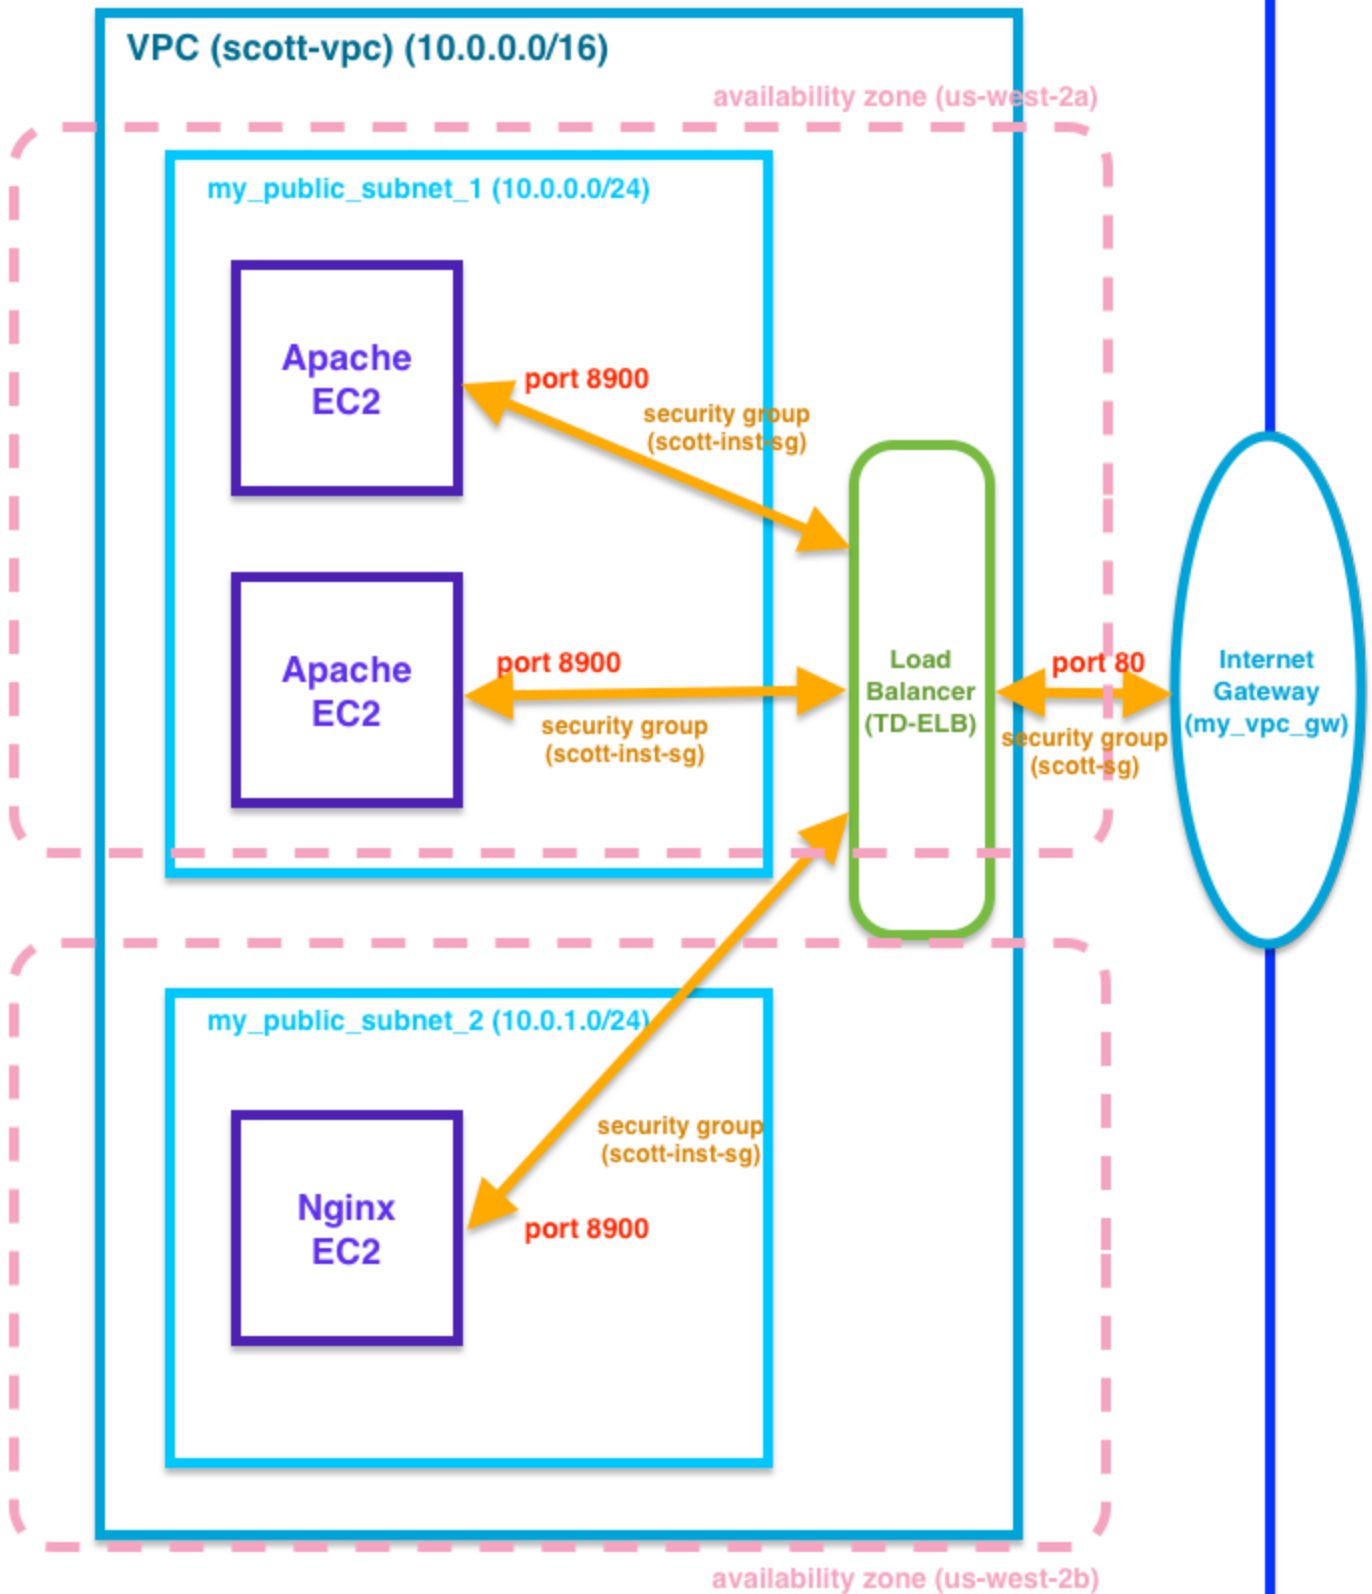 VPC (scott-vpc) (10.0.0.0/16)
availability zone (us-west-2a)
my_public_subnet_1 (10.0.0.0/24)
Apache
EC2
port 8900
security group
(scott-inst-sg)
Apache
EC2
port 8900
security group
(scott-inst-sg)
Load
Balancer
(TD-ELB)
port 80
security group
(scott-sg)
Internet
Gateway
(my_vpc_gw)
my_public_subnet_2 (10.0.1.0/24)
security group
(scott-inst-sg)
Nginx
EC2
port 8900
availability zone (us-west-2b)